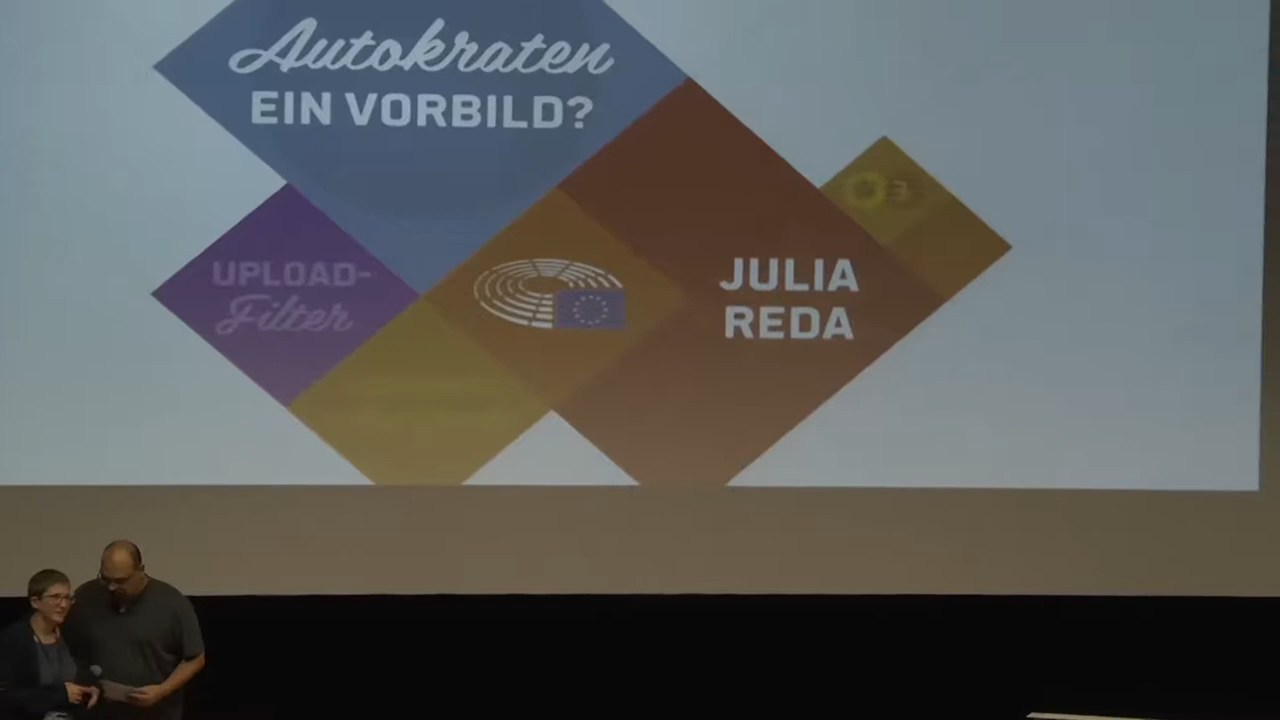 Autokraten
EIN VORBILD?
UPLOAD-
Filter
JULIA
REDA